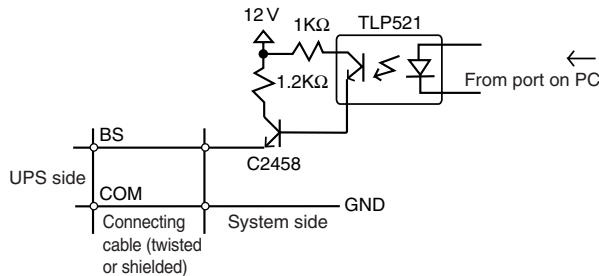 12 V
1KΩ
TLP521
1.2KΩ
From port on PC
BS
C2458
UPS side
COM
GND
Connecting
cable (twisted
or shielded)
System side